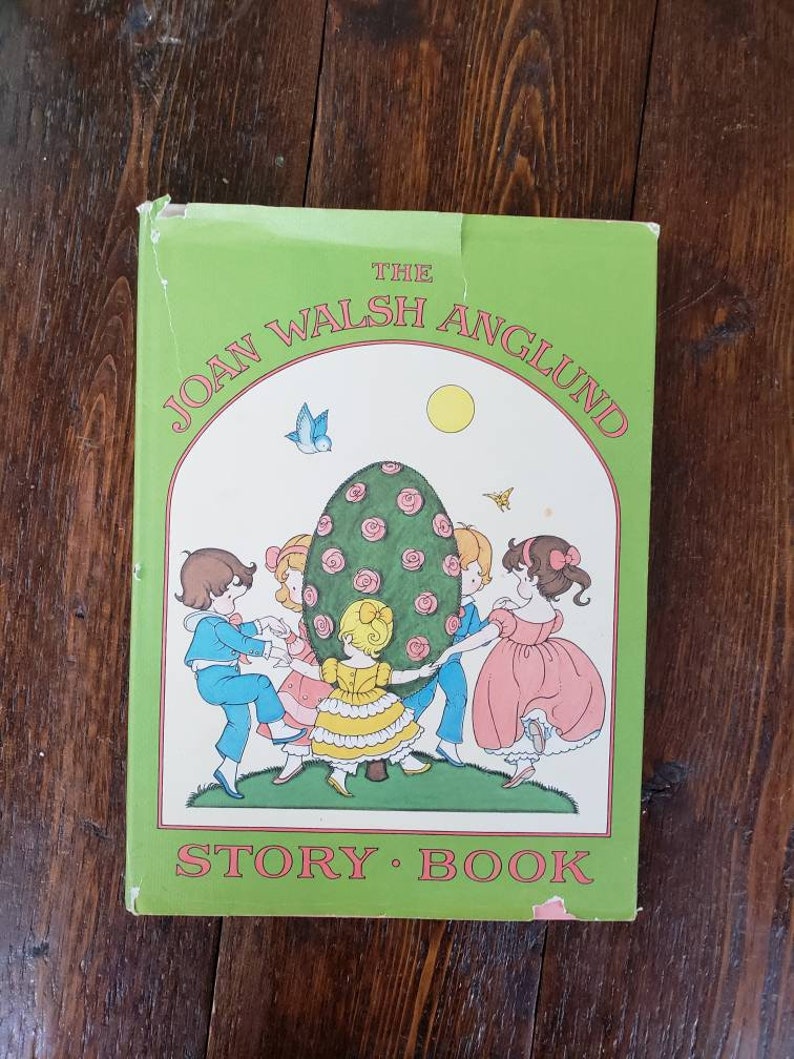 THE
JOAN WALSH ANGLUND
STORY · BOOK